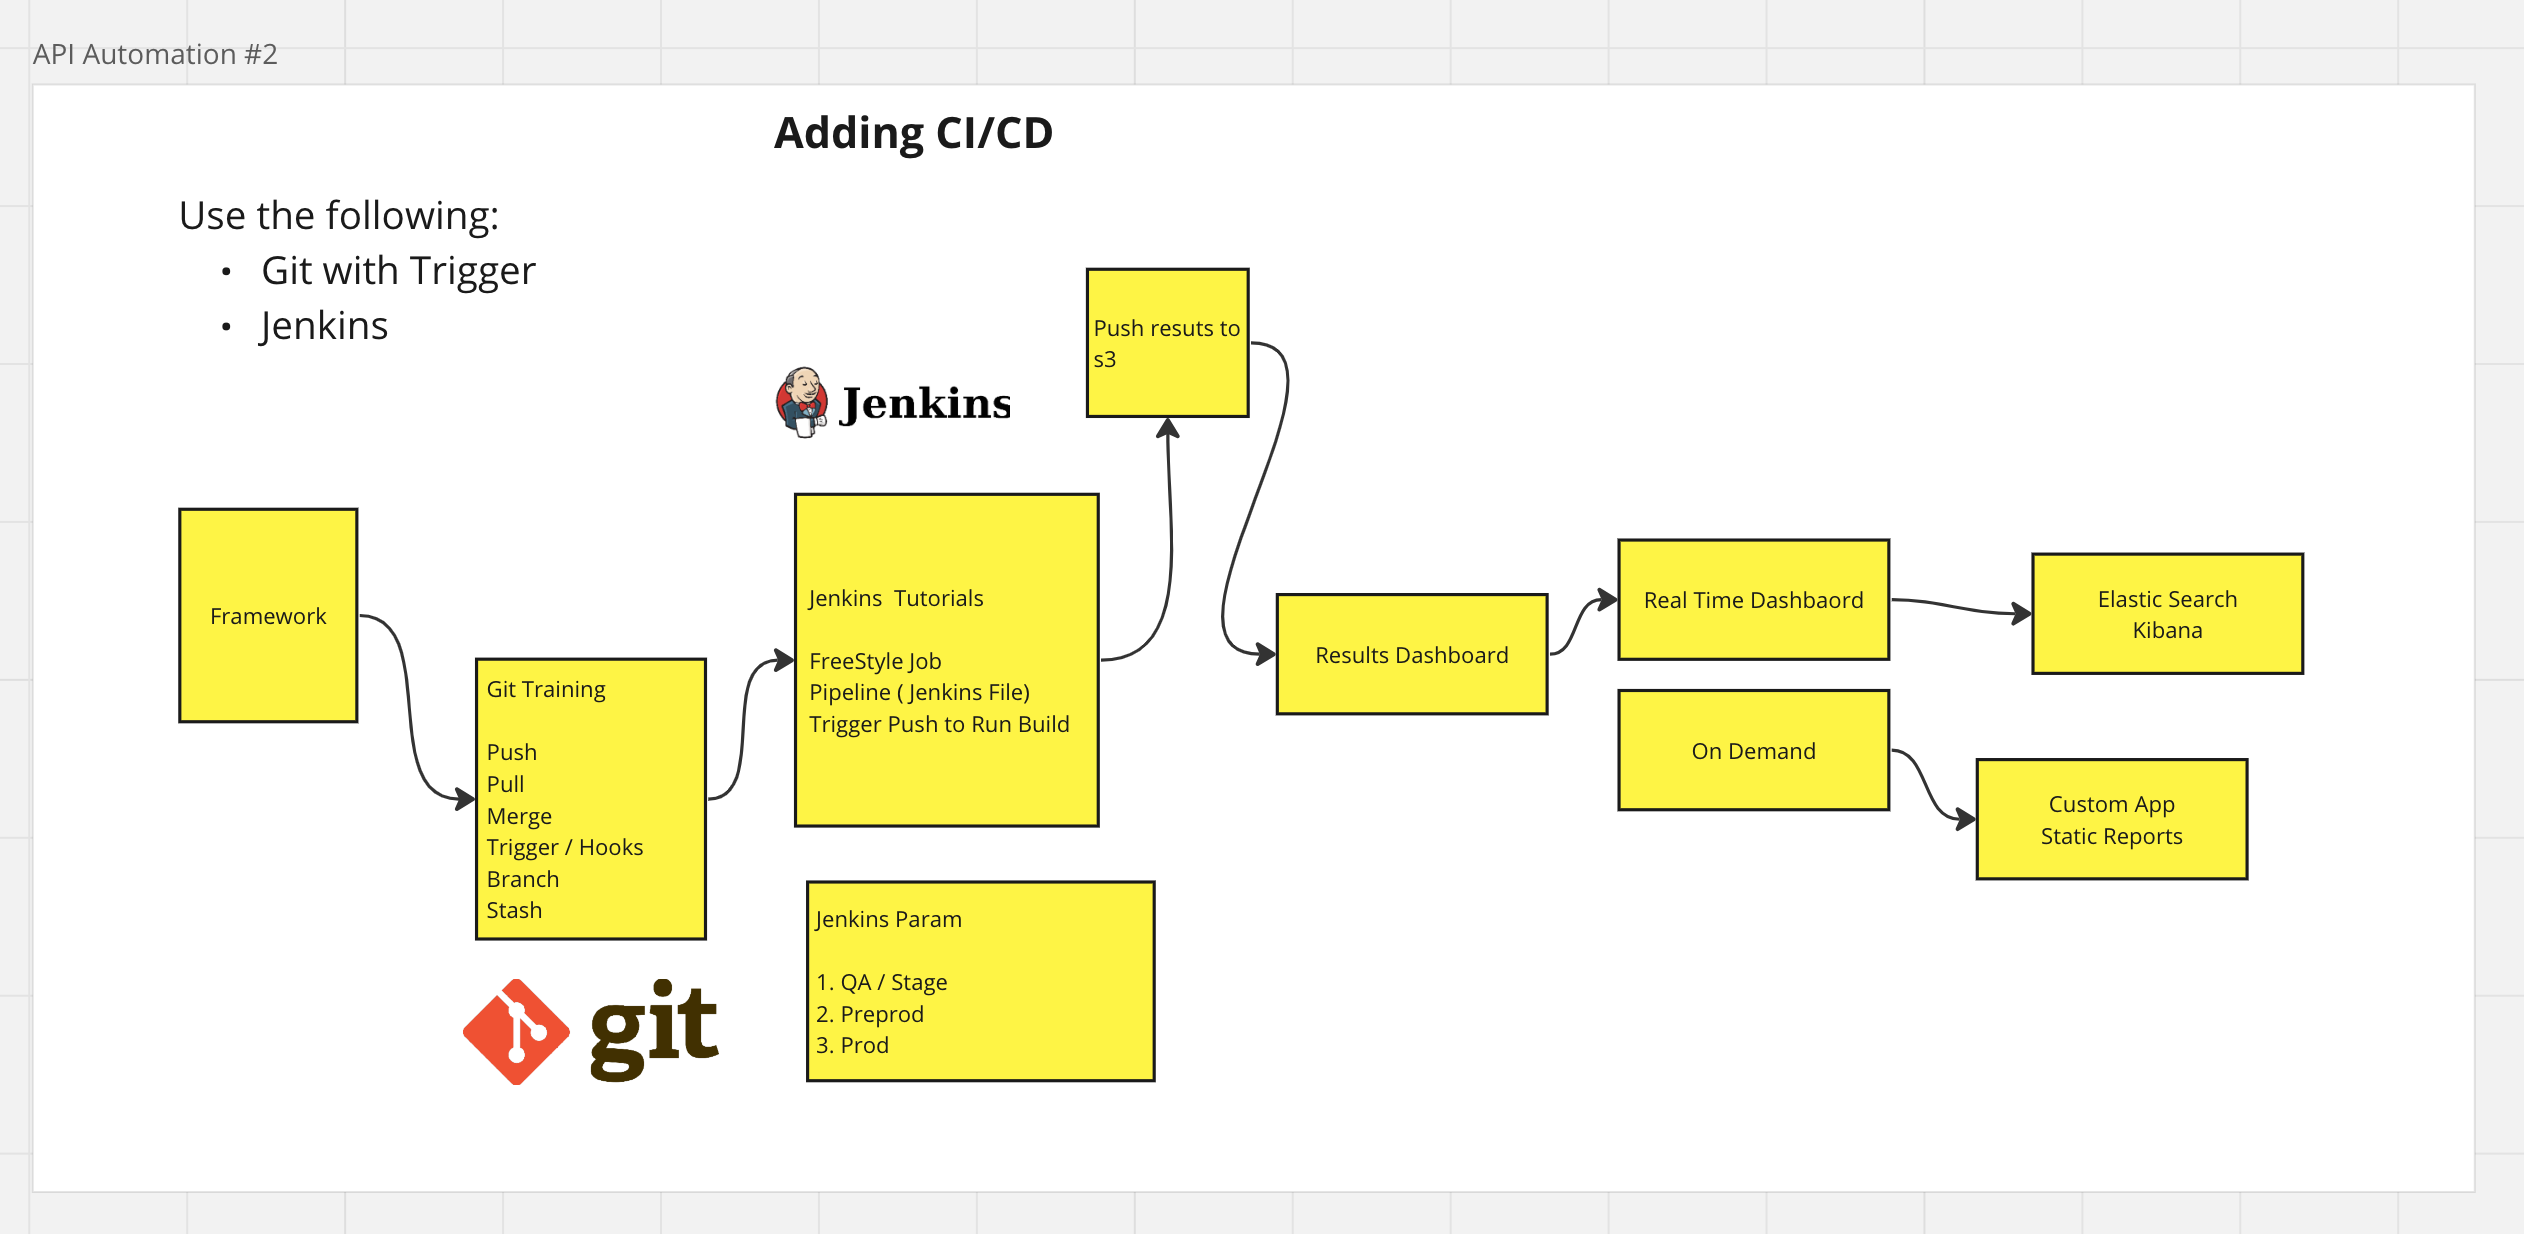 API Automation #2
Adding CI/CD
Use the following:
• Git with Trigger
• Jenkins
Jenkins
Push resuts to
s3
Framework
Git Training
Push
Pull
Merge
Trigger / Hooks
Branch
Stash
git
Jenkins  Tutorials
FreeStyle Job
Pipeline ( Jenkins File)
Trigger Push to Run Build
Jenkins Param
1. QA / Stage
2. Preprod
3. Prod
Results Dashboard
Real Time Dashbaord
Elastic Search
Kibana
On Demand
Custom App
Static Reports